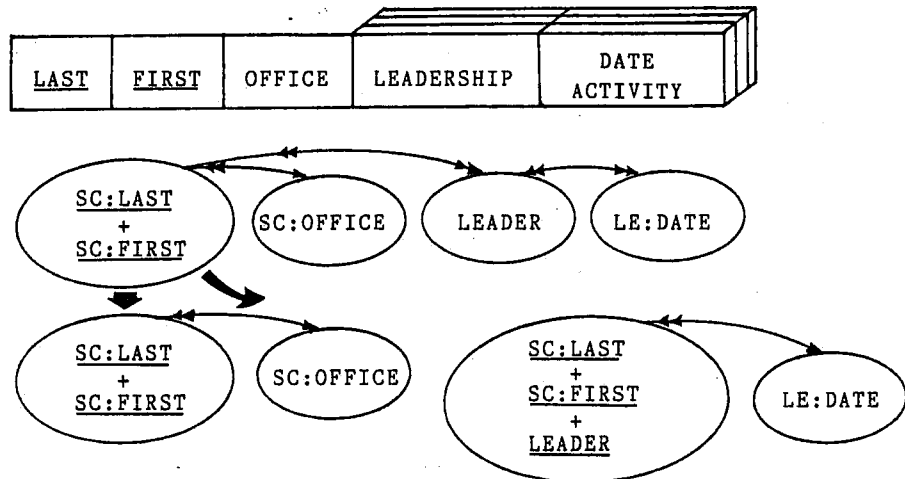 LAST FIRST OFFICE LEADERSHIP DATE
ACTIVITY
SC:LAST
+
SC:FIRST
SC:OFFICE
LEADER
LE:DATE
SC:LAST
+
SC:FIRST
SC:OFFICE
SC:LAST
+
SC:FIRST
+
LEADER
LE:DATE